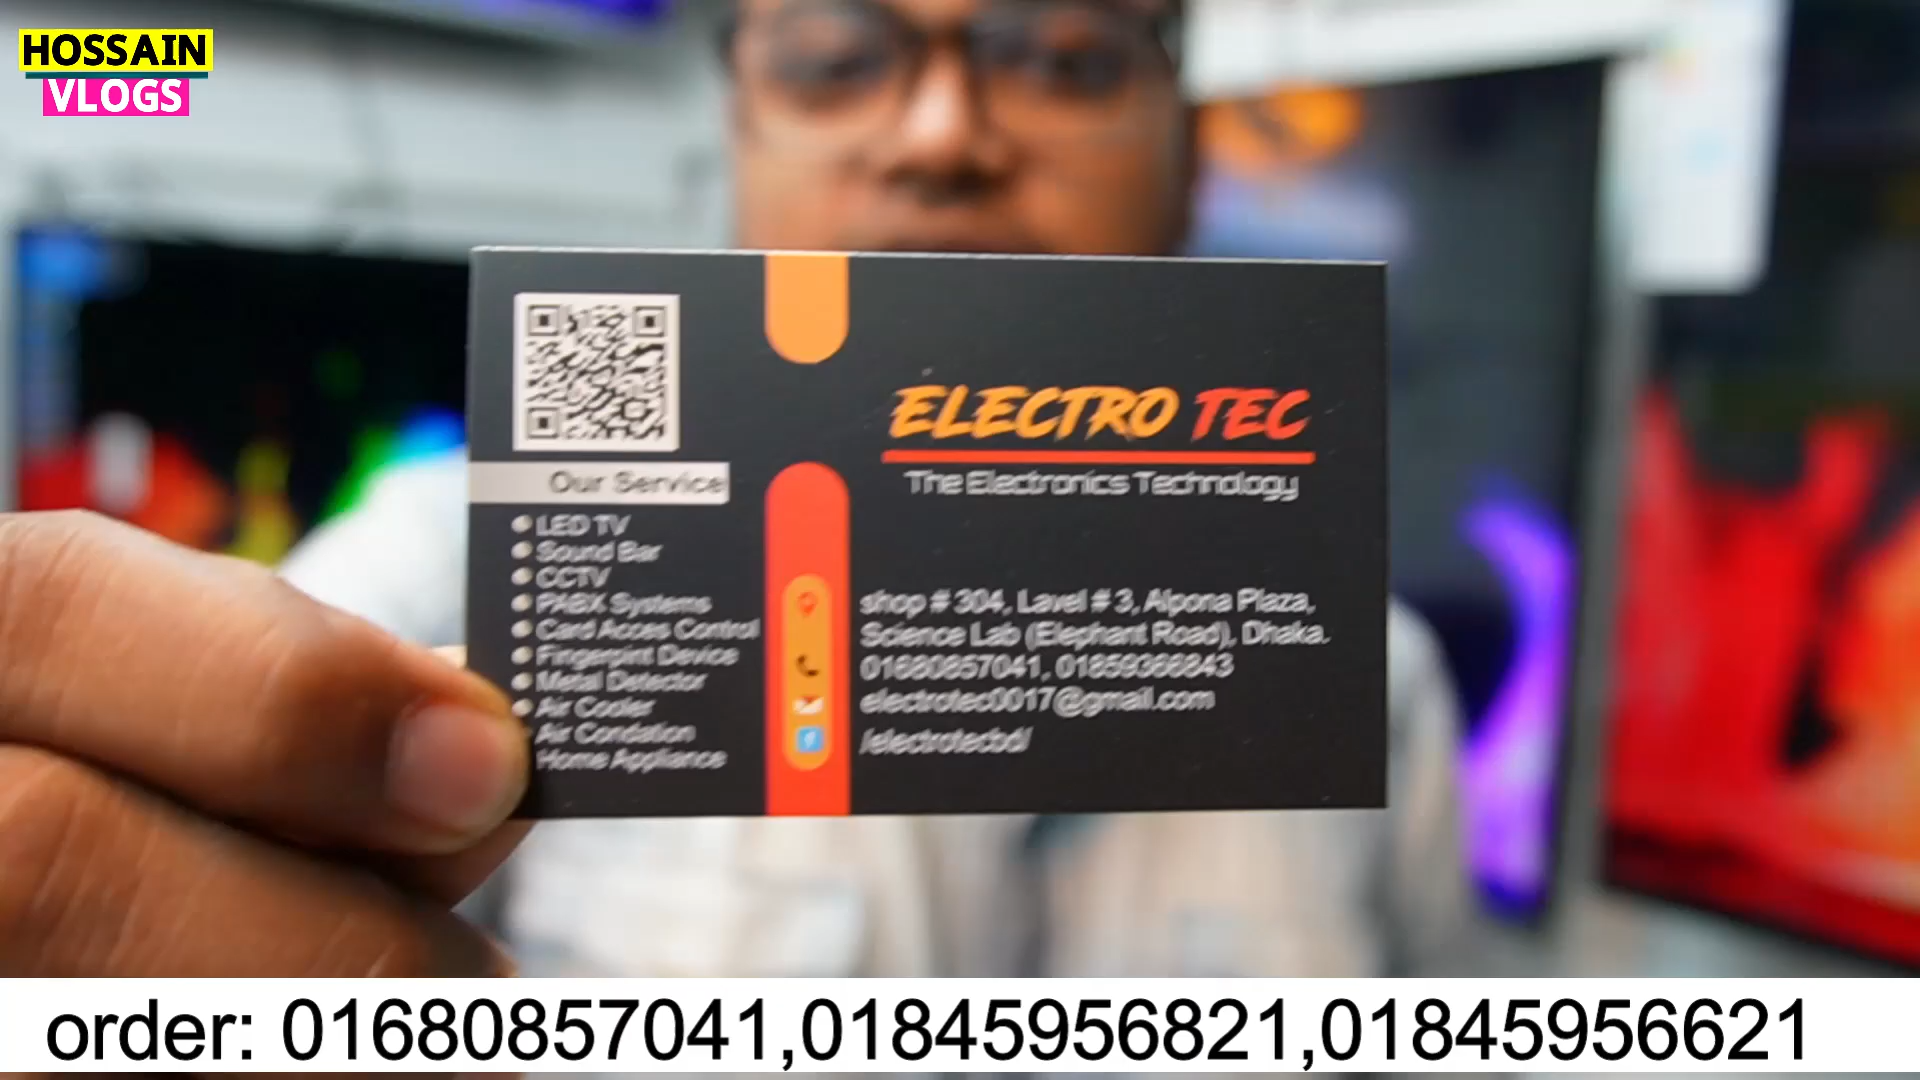 HOSSAIN
VLOGS
Our Service
LED TV
Sound Bar
CCTV
PABX Systems
Card Acces Control
Fingerpint Device
Metal Detector
Air Cooler
Air Condation
Home Appliance
ELECTRO TEC
The Electronics Technology
shop # 304, Lavel # 3, Alpona Plaza,
Science Lab (Elephant Road), Dhaka.
01680857041, 01859366843
electrotec0017@gmail.com
/electrotecbd/
order: 01680857041,01845956821,01845956621